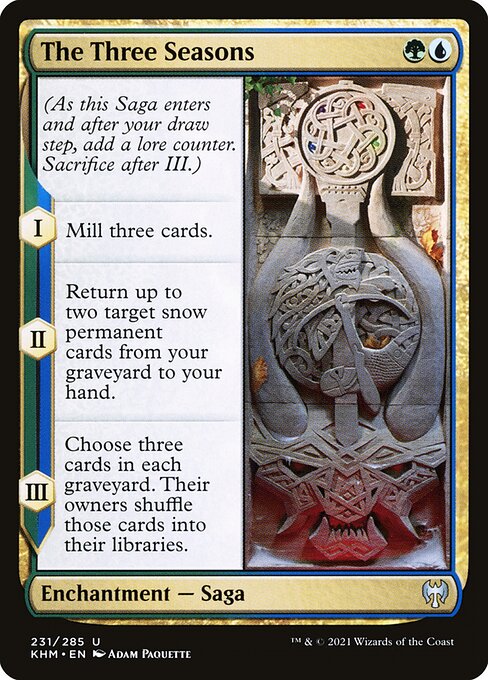 The Three Seasons
(As this Saga enters
and after your draw
step, add a lore counter.
Sacrifice after III.)
I
Mill three cards.
II
Return up to
two target snow
permanent
cards from your
graveyard to your
hand.
III
Choose three
cards in each
graveyard. Their
owners shuffle
those cards into
their libraries.
Enchantment — Saga
231/285 U
KHM • EN Adam Paquette
™ & © 2021 Wizards of the Coast